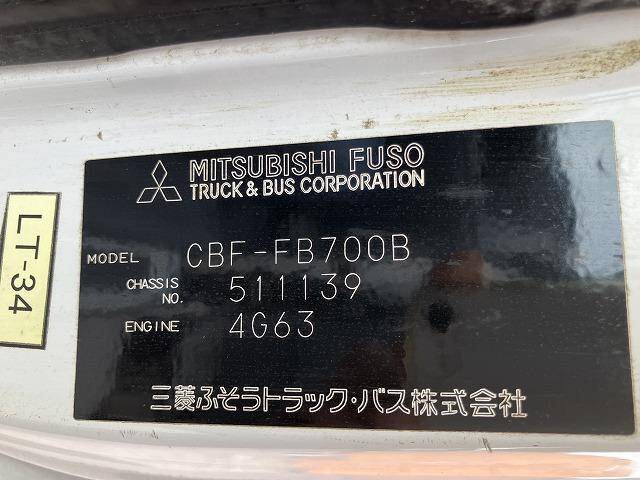 MITSUBISHI FUSO
TRUCK & BUS CORPORATION
MODEL CBF-FB700B
CHASSIS NO. 511139
ENGINE 4G63
三菱ふそうトラック・バス株式会社
LT-34